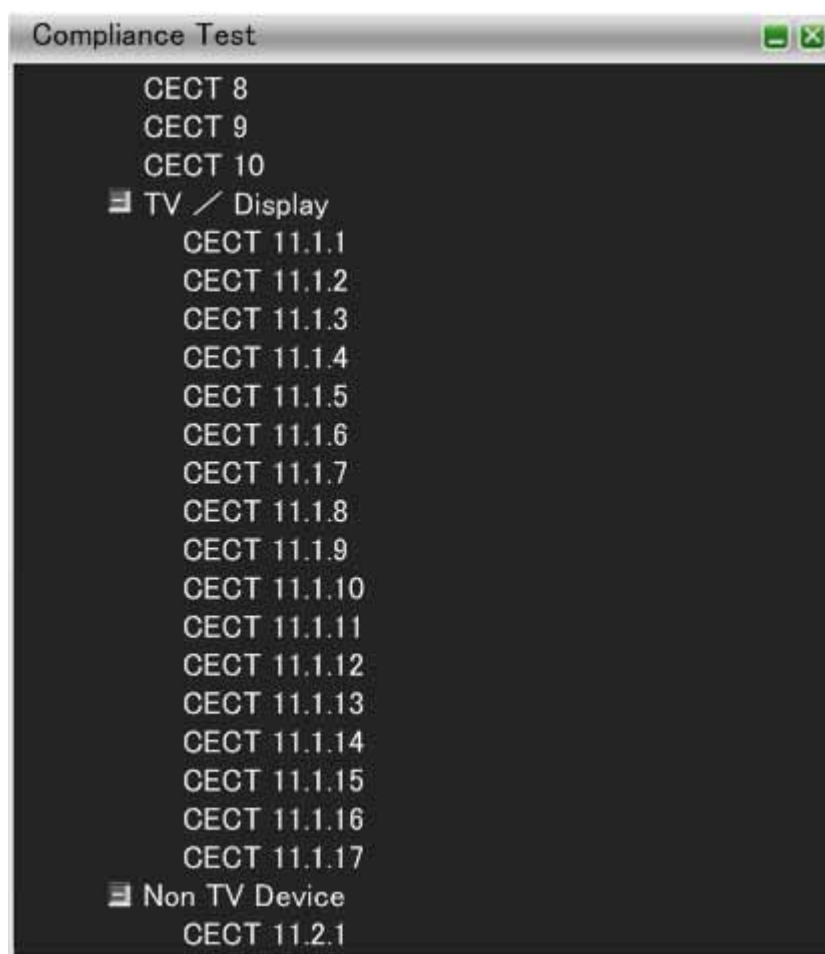 Compliance Test
CECT 8
CECT 9
CECT 10
TV ／ Display
CECT 11.1.1
CECT 11.1.2
CECT 11.1.3
CECT 11.1.4
CECT 11.1.5
CECT 11.1.6
CECT 11.1.7
CECT 11.1.8
CECT 11.1.9
CECT 11.1.10
CECT 11.1.11
CECT 11.1.12
CECT 11.1.13
CECT 11.1.14
CECT 11.1.15
CECT 11.1.16
CECT 11.1.17
Non TV Device
CECT 11.2.1